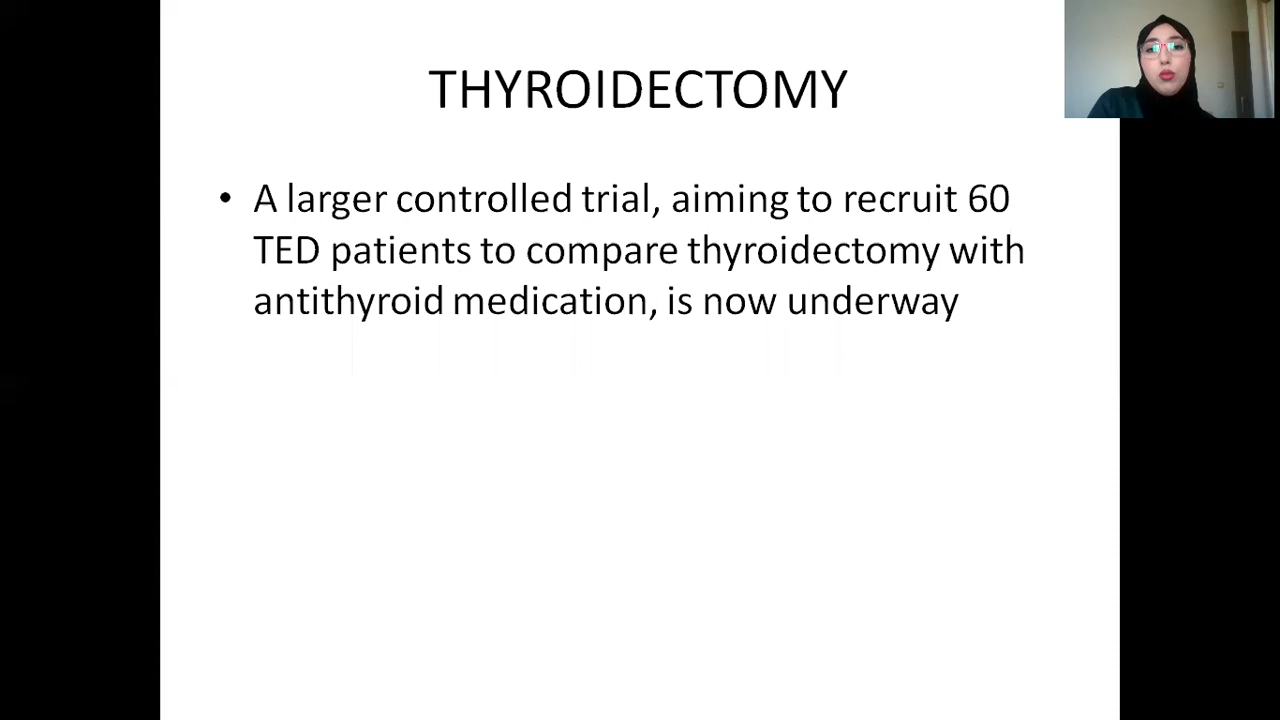 THYROIDECTOMY
• A larger controlled trial, aiming to recruit 60
TED patients to compare thyroidectomy with
antithyroid medication, is now underway